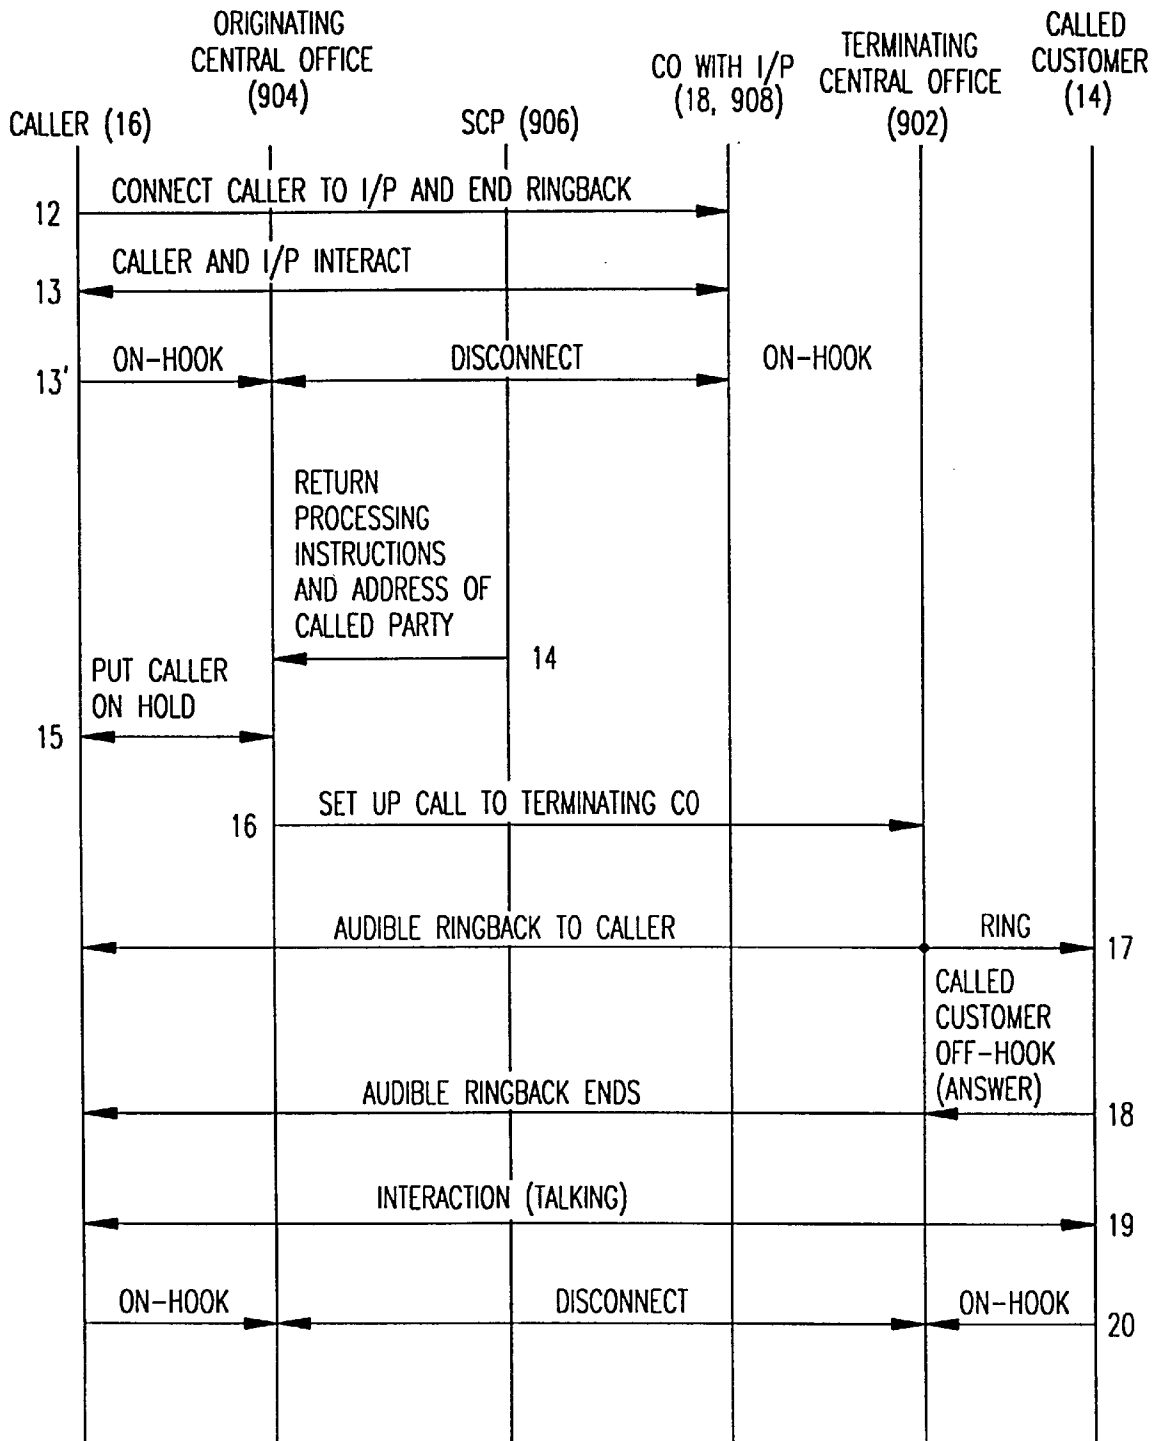 ORIGINATING
CENTRAL OFFICE
(904)
CALLED
CUSTOMER
(14)
TERMINATING
CENTRAL OFFICE
(902)
CO WITH I/P
(18, 908)
CALLER (16)
SCP (906)
CONNECT CALLER TO I/P AND END RINGBACK
12
CALLER AND I/P INTERACT
13
ON-HOOK
DISCONNECT
ON-HOOK
13'
RETURN
PROCESSING
INSTRUCTIONS
AND ADDRESS OF
CALLED PARTY
14
PUT CALLER
ON HOLD
15
SET UP CALL TO TERMINATING CO
16
AUDIBLE RINGBACK TO CALLER
RING
17
CALLED
CUSTOMER
OFF-HOOK
(ANSWER)
AUDIBLE RINGBACK ENDS
18
INTERACTION (TALKING)
19
ON-HOOK
DISCONNECT
ON-HOOK
20